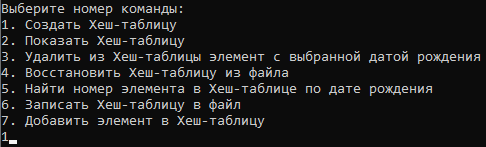 Выберите номер команды:
1. Создать Хеш-таблицу
2. Показать Хеш-таблицу
3. Удалить из Хеш-таблицы элемент с выбранной датой рождения
4. Восстановить Хеш-таблицу из файла
5. Найти номер элемента в Хеш-таблице по дате рождения
6. Записать Хеш-таблицу в файл
7. Добавить элемент в Хеш-таблицу
1